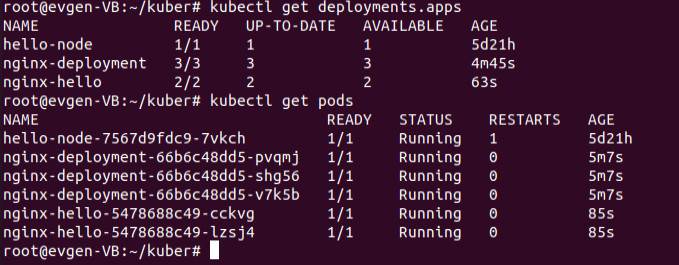 root@evgen-VB:~/kuber# kubectl get deployments.apps
NAME READY UP-TO-DATE AVAILABLE AGE
hello-node 1/1 1 1 5d21h
nginx-deployment 3/3 3 3 4m45s
nginx-hello 2/2 2 2 63s
root@evgen-VB:~/kuber# kubectl get pods
NAME READY STATUS RESTARTS AGE
hello-node-7567d9fdc9-7vkch 1/1 Running 1 5d21h
nginx-deployment-66b6c48dd5-pvqmj 1/1 Running 0 5m7s
nginx-deployment-66b6c48dd5-shg56 1/1 Running 0 5m7s
nginx-deployment-66b6c48dd5-v7k5b 1/1 Running 0 5m7s
nginx-hello-5478688c49-cckvg 1/1 Running 0 85s
nginx-hello-5478688c49-lzsj4 1/1 Running 0 85s
root@evgen-VB:~/kuber#